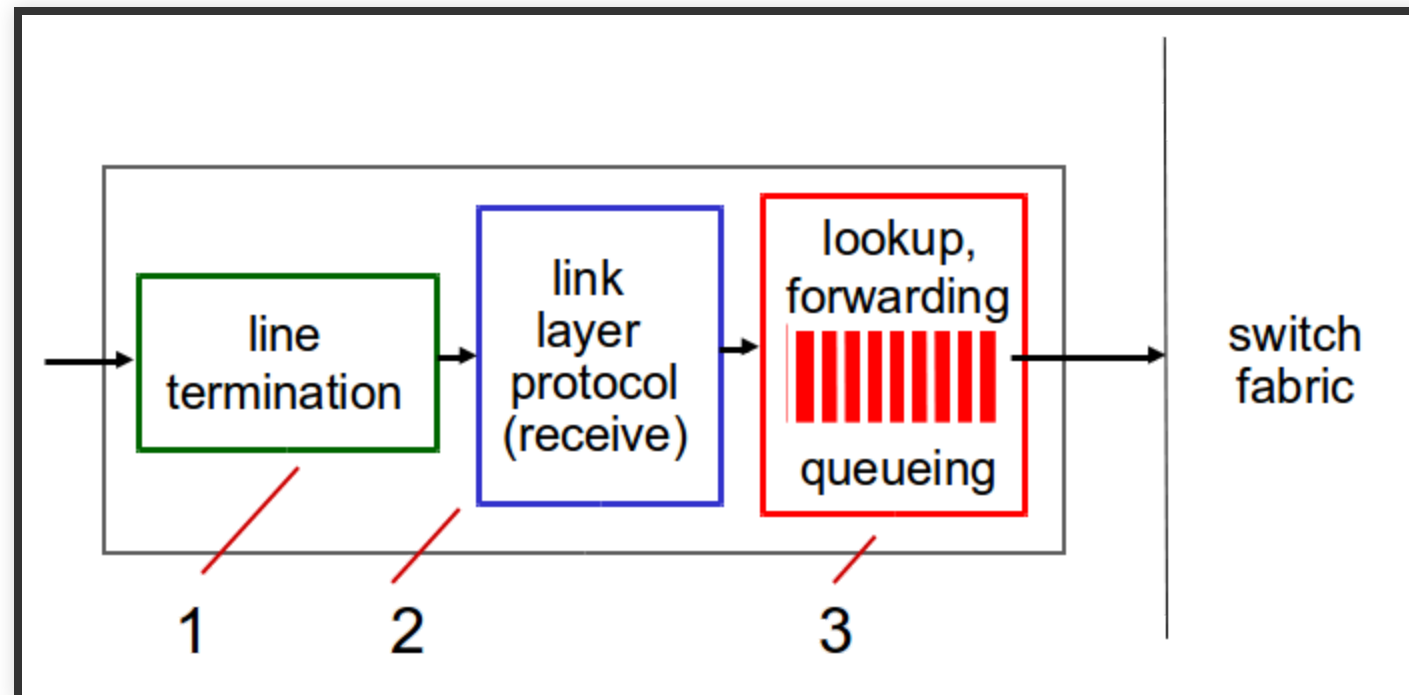 line
termination
link
layer
protocol
(receive)
lookup,
forwarding
queueing
switch
fabric
1
2
3